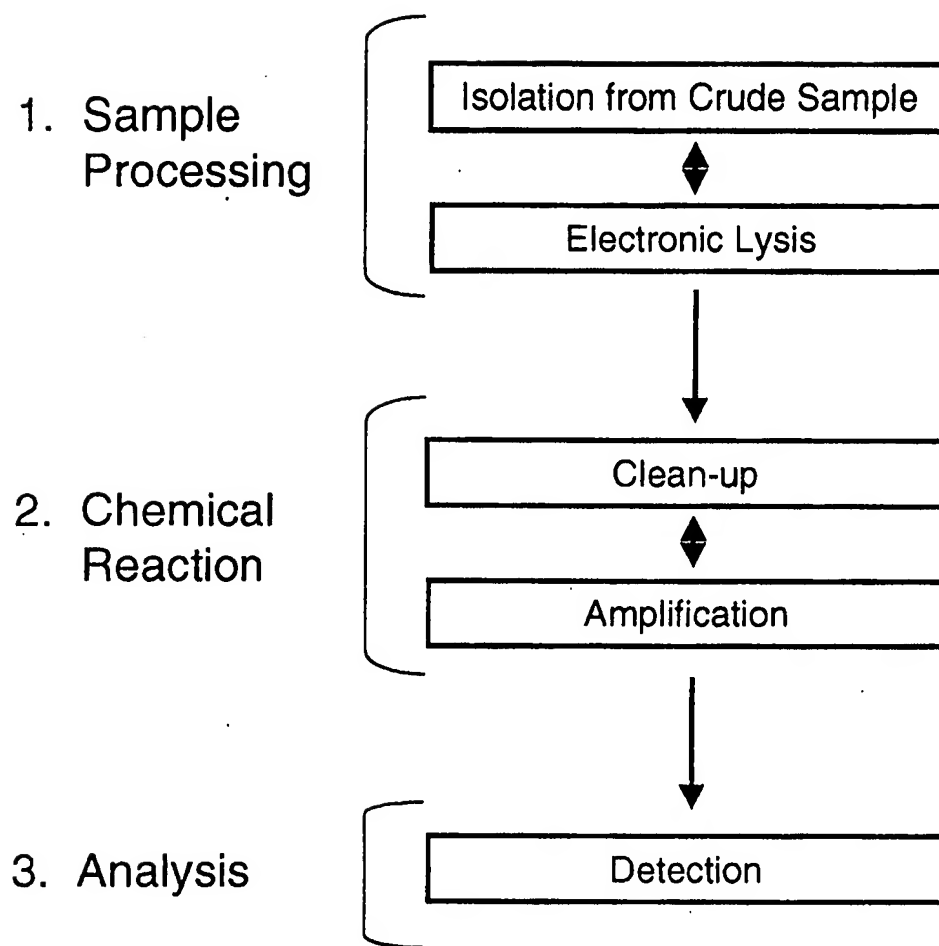 1. Sample
Processing
Isolation from Crude Sample
Electronic Lysis
2. Chemical
Reaction
Clean-up
Amplification
3. Analysis
Detection